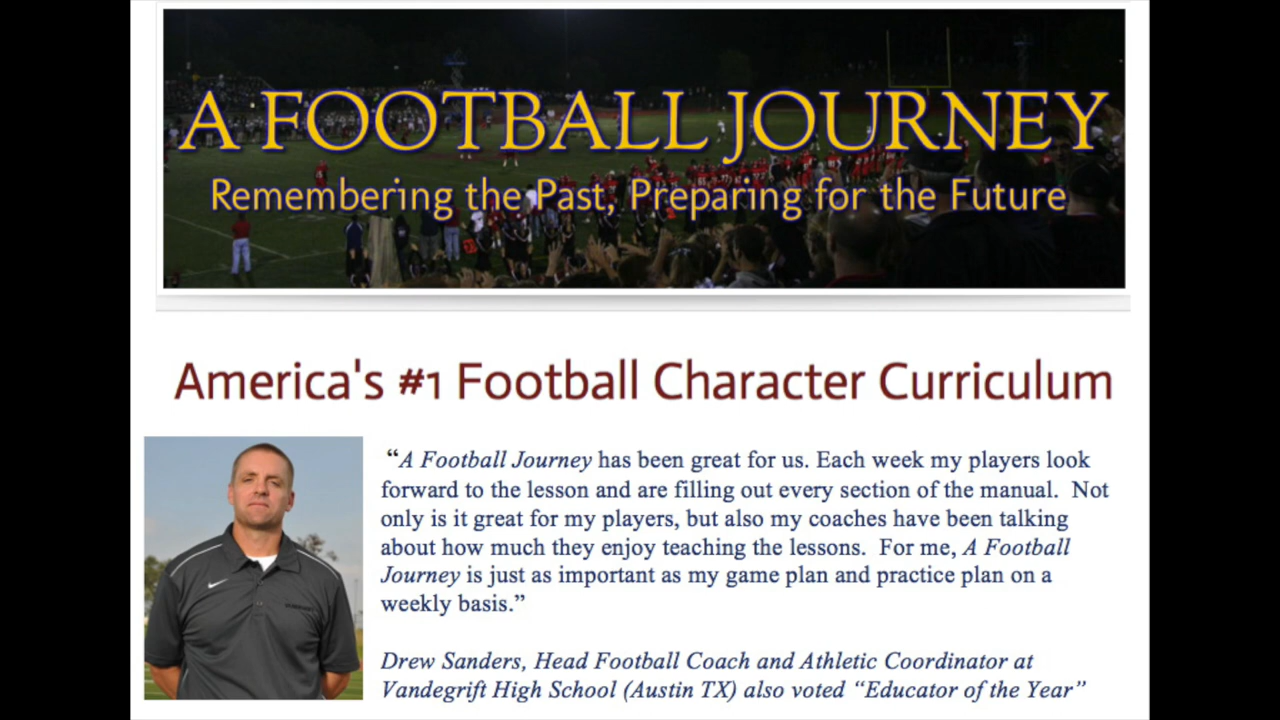 A FOOTBALL JOURNEY
Remembering the Past, Preparing for the Future
America's #1 Football Character Curriculum
“A Football Journey has been great for us. Each week my players look
forward to the lesson and are filling out every section of the manual.  Not
only is it great for my players, but also my coaches have been talking
about how much they enjoy teaching the lessons.  For me, A Football
Journey is just as important as my game plan and practice plan on a
weekly basis.”
Drew Sanders, Head Football Coach and Athletic Coordinator at
Vandegrift High School (Austin TX) also voted “Educator of the Year”